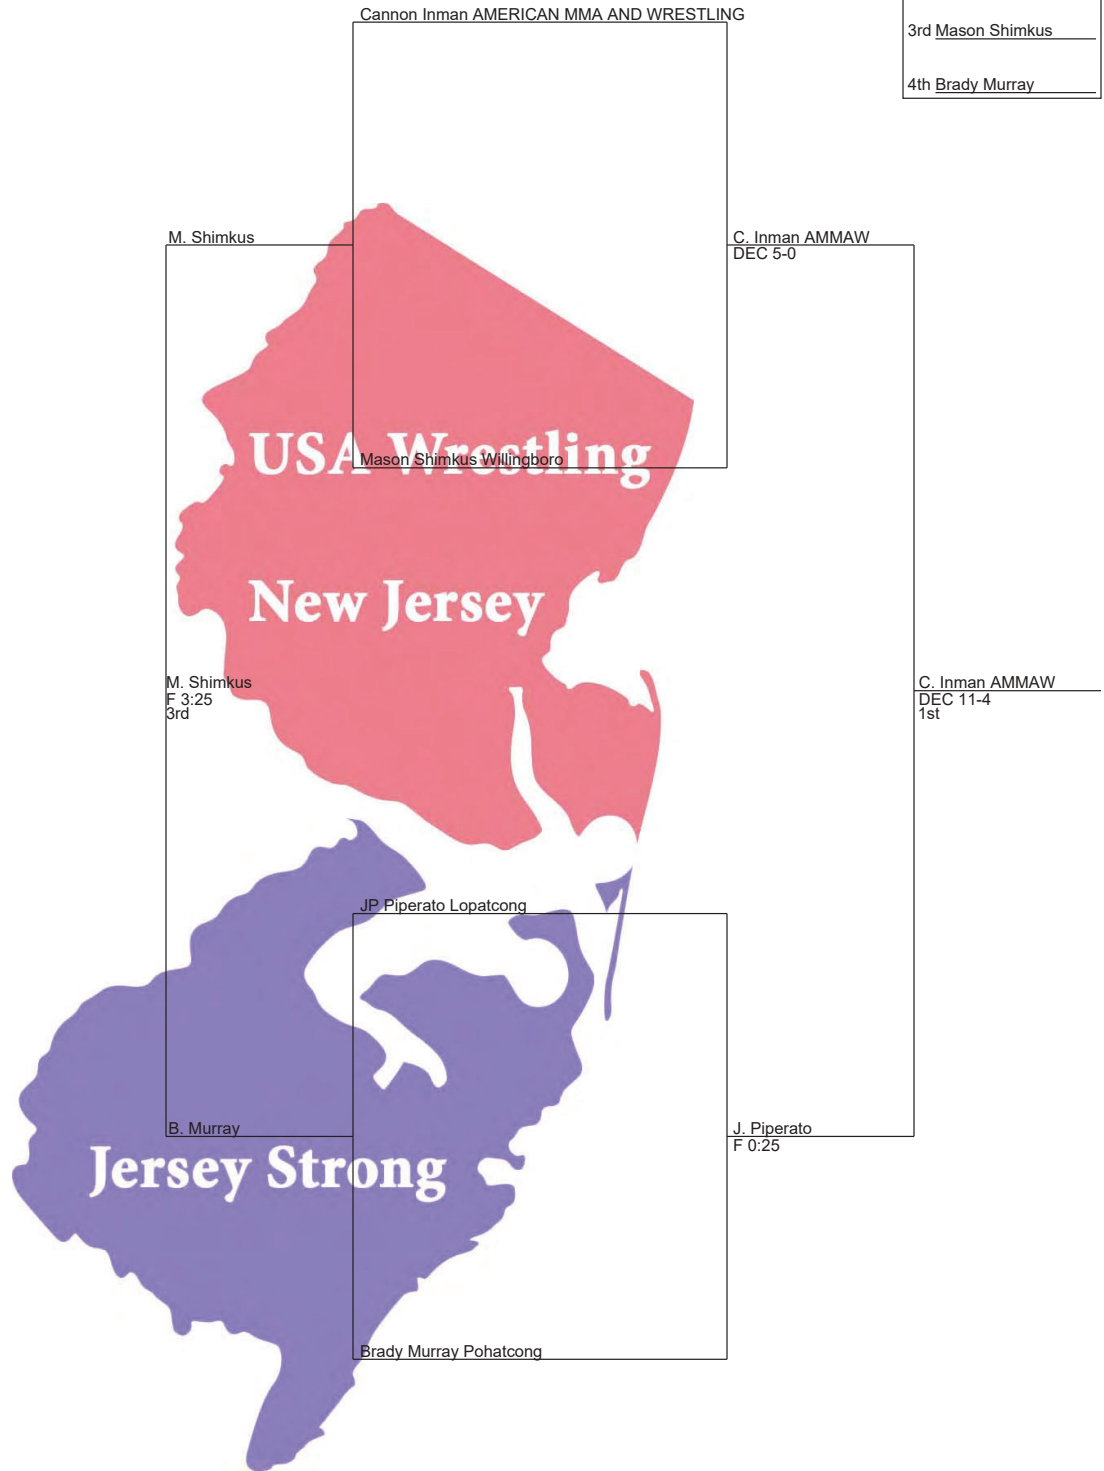 Cannon Inman AMERICAN MMA AND WRESTLING
3rd Mason Shimkus
4th Brady Murray
M. Shimkus
C. Inman AMMAW
DEC 5-0
USA Wrestling
Mason Shimkus Willingboro
New Jersey
M. Shimkus
F 3:25
3rd
C. Inman AMMAW
DEC 11-4
1st
JP Piperato Lopatcong
B. Murray
J. Piperato
F 0:25
Jersey Strong
Brady Murray Pohatcong